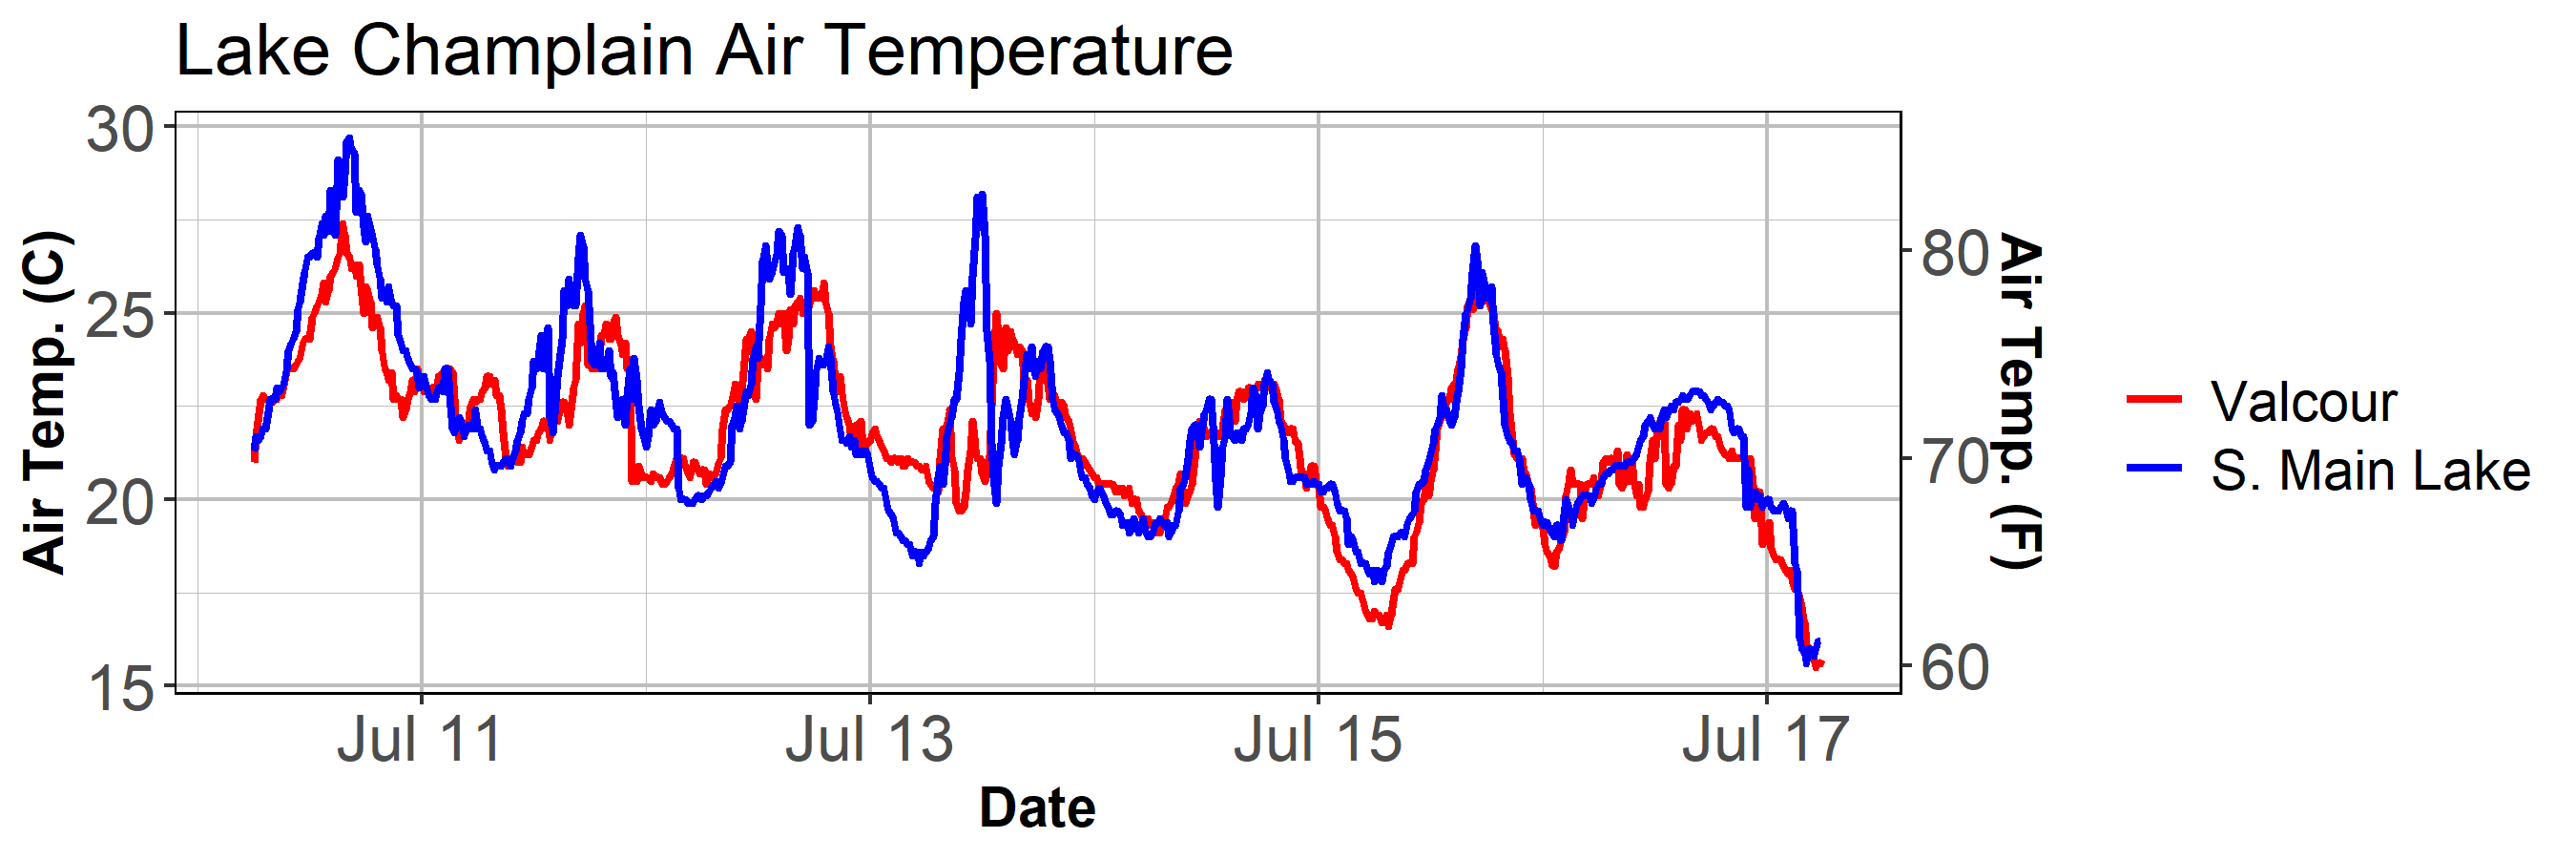 Lake Champlain Air Temperature
30
25
20
15
Air Temp. (C)
80
70
60
Air Temp. (F)
Jul 11
Jul 13
Jul 15
Jul 17
Date
Valcour
S. Main Lake